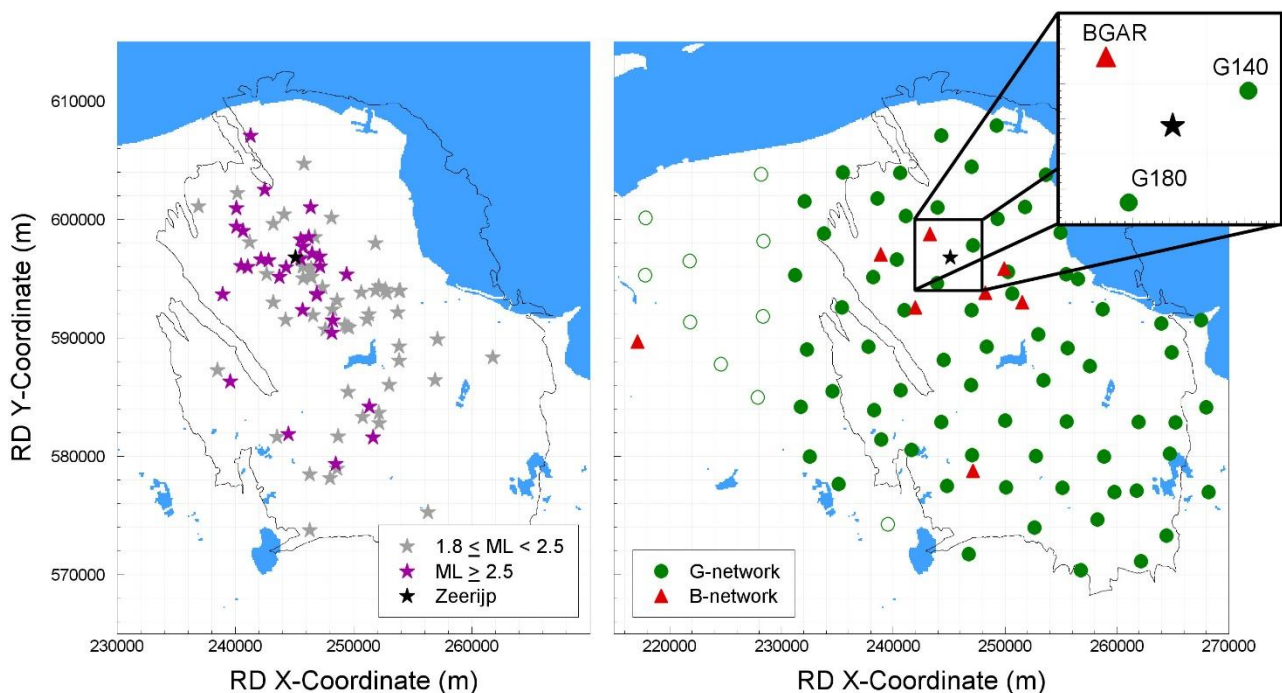 BGAR
G140
G180
610000
600000
590000
580000
570000
RD Y-Coordinate (m)
1.8 ≤ ML < 2.5
ML ≥ 2.5
Zeerijp
G-network
B-network
230000 240000 250000 260000
220000 230000 240000 250000 260000 270000
RD X-Coordinate (m)
RD X-Coordinate (m)